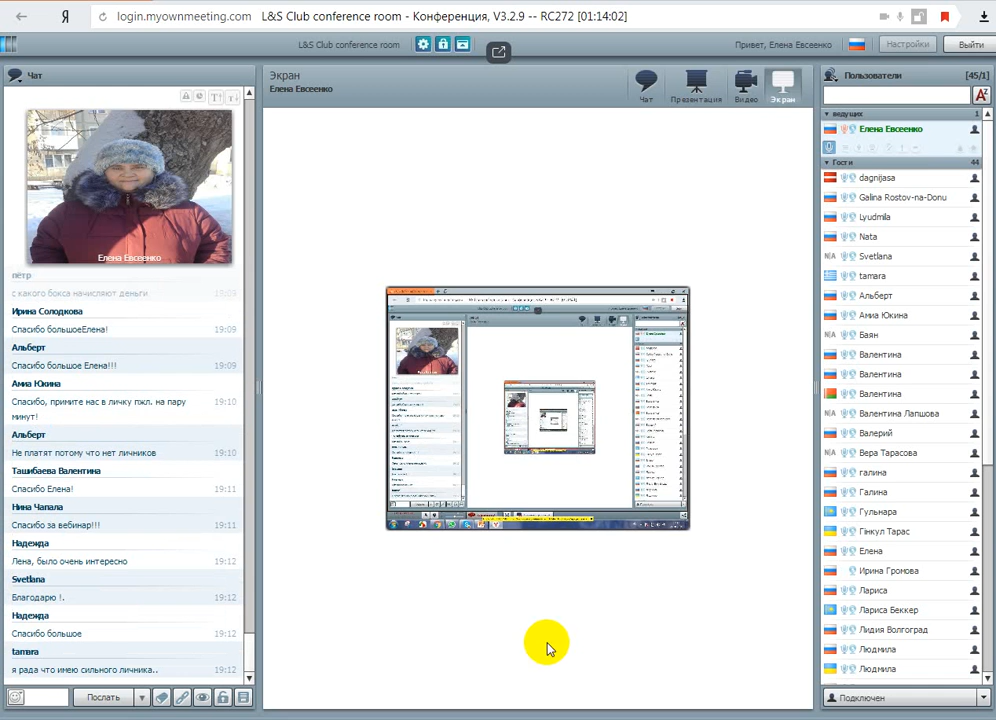 Я
login.myownmeeting.com L&S Club conference room - Конференция, V3.2.9 -- RC272 [01:14:02]
L&S Club conference room
Привет, Елена Евсеенко
Настройки
Выйти
Чат
Елена Евсеенко
пётр
с какого бокса начисляют деньги 19:09
Ирина Солодкова
Спасибо большоеЕлена! 19:09
Альберт
Спасибо большое Елена!!! 19:09
Амиа Юкина
Спасибо, примите нас в личку пжл. на пару 19:10
минут!
Альберт
Не платят потому что нет личников 19:10
Ташибаева Валентина
Спасибо Елена! 19:11
Нина Чапала
Спасибо за вебинар!!! 19:11
Надежда
Лена, было очень интересно 19:12
Svetlana
Благодарю !. 19:12
Надежда
Спасибо большое 19:12
tamara
я рада что имею сильного личника.. 19:12
Послать
Экран
Елена Евсеенко
Чат
Презентация
Видео
Экран
Пользователи [45/1]
ведущих 1
Елена Евсеенко
Гости 44
dagnijasa
Galina Rostov-na-Donu
Lyudmila
Nata
N/A Svetlana
tamara
Альберт
Амиа Юкина
N/A Баян
Валентина
Валентина
Валентина
N/A Валентина Лапшова
Валерий
N/A Вера Тарасова
галина
Галина
Гульнара
Гінкул Тарас
Елена
Ирина Громова
Лариса
Лариса Беккер
Лидия Волгоград
Людмила
Людмила
Подключен